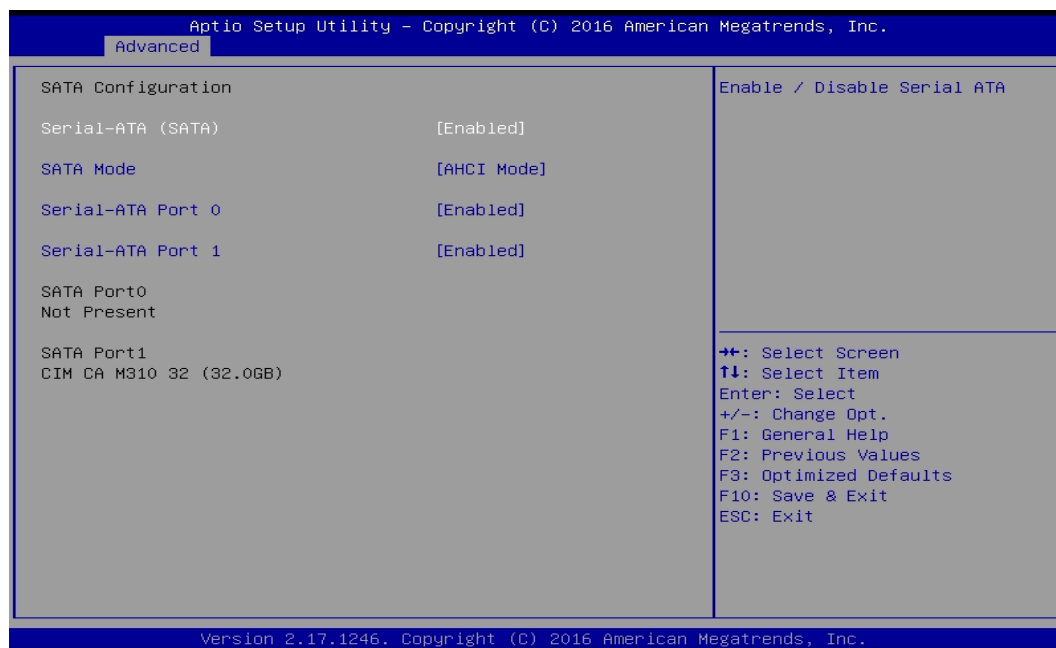 Aptio Setup Utility – Copyright (C) 2016 American Megatrends, Inc.
Advanced
SATA Configuration
Serial-ATA (SATA) [Enabled]
SATA Mode [AHCI Mode]
Serial-ATA Port 0 [Enabled]
Serial-ATA Port 1 [Enabled]
SATA Port0
Not Present
SATA Port1
CIM CA M310 32 (32.0GB)
Enable / Disable Serial ATA
→←: Select Screen
↑↓: Select Item
Enter: Select
+/-: Change Opt.
F1: General Help
F2: Previous Values
F3: Optimized Defaults
F10: Save & Exit
ESC: Exit
Version 2.17.1246. Copyright (C) 2016 American Megatrends, Inc.